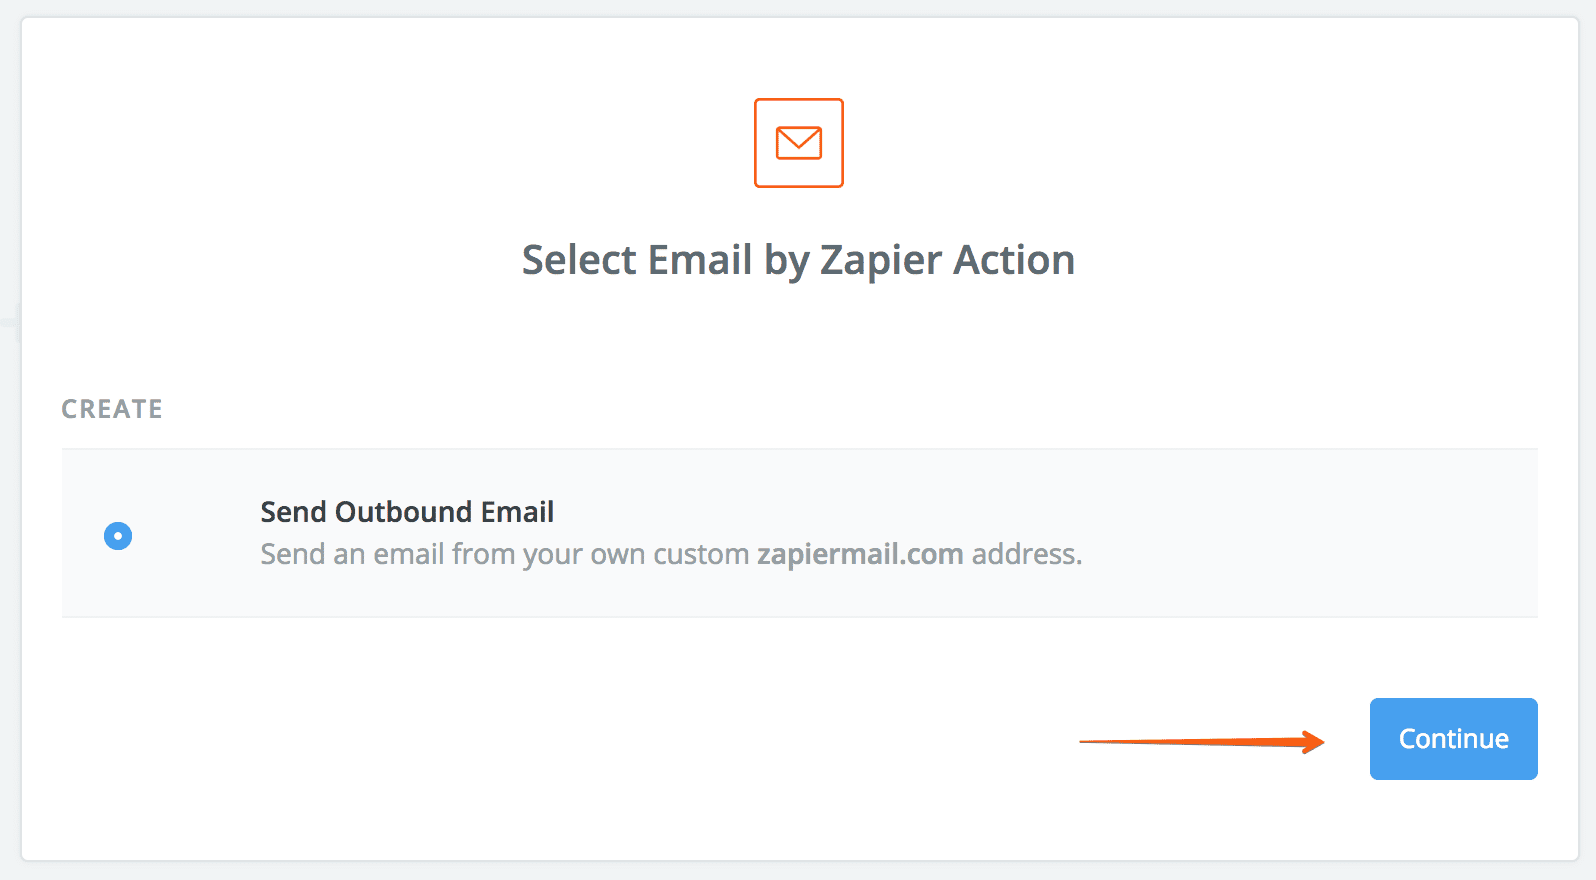 Select Email by Zapier Action
CREATE
Send Outbound Email
Send an email from your own custom zapiermail.com address.
Continue